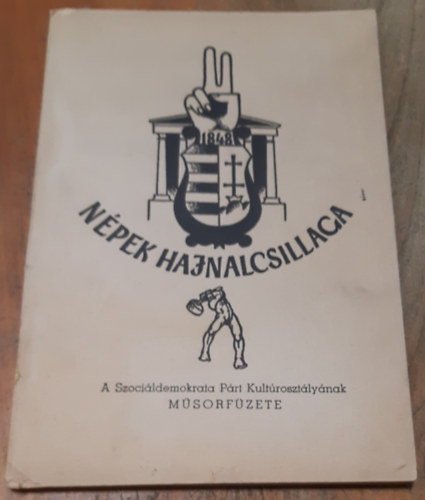 1848
NÉPEK HAJNALCSILLAGA
A Szociáldemokrata Párt Kultúrosztályának
MŰSORFÜZETE